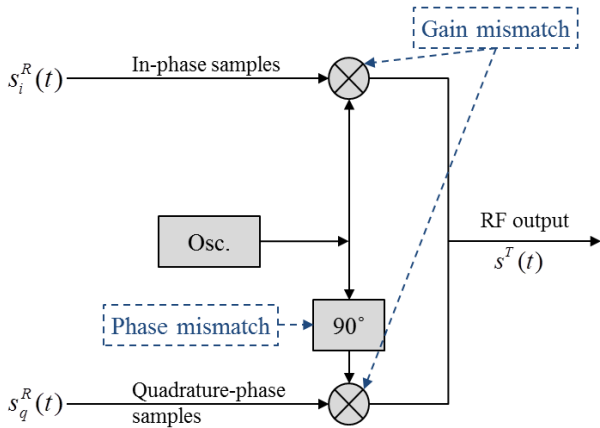 Gain mismatch
In-phase samples
s_i^R(t)
RF output
Osc.
s^T(t)
Phase mismatch
90°
Quadrature-phase
samples
s_q^R(t)